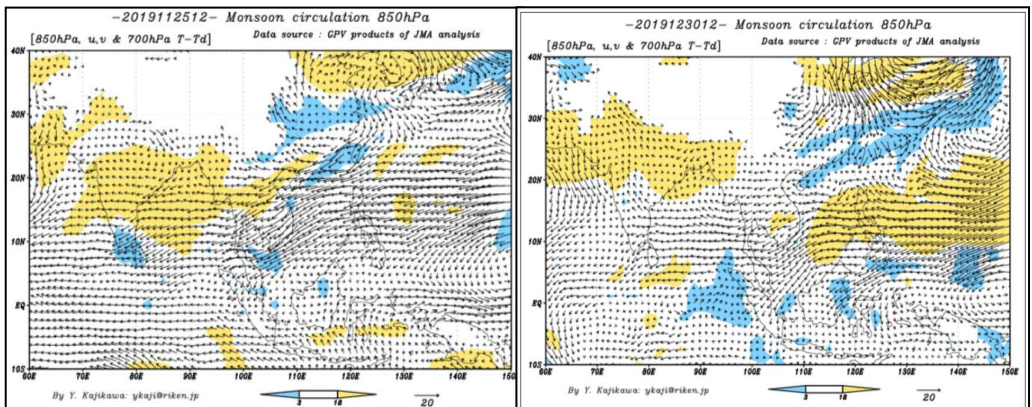 -2019112512- Monsoon circulation 850hPa
[850hPa, u,v & 700hPa T-Td]
Data source : GPV products of JMA analysis
40N
30N
20N
10N
EQ
10S
60E 70E 80E 90E 100E 110E 120E 130E 140E 150
By Y. Kajikawa: ykaji@riken.jp
3 18
20
-2019123012- Monsoon circulation 850hPa
Data source : GPV products of JMA analysis
[850hPa, u,v & 700hPa T-Td]
40N
30N
20N
10N
EQ
10S
60E 70E 80E 90E 100E 110E 120E 130E 140E 150
By Y. Kajikawa: ykaji@riken.jp
3 18
20